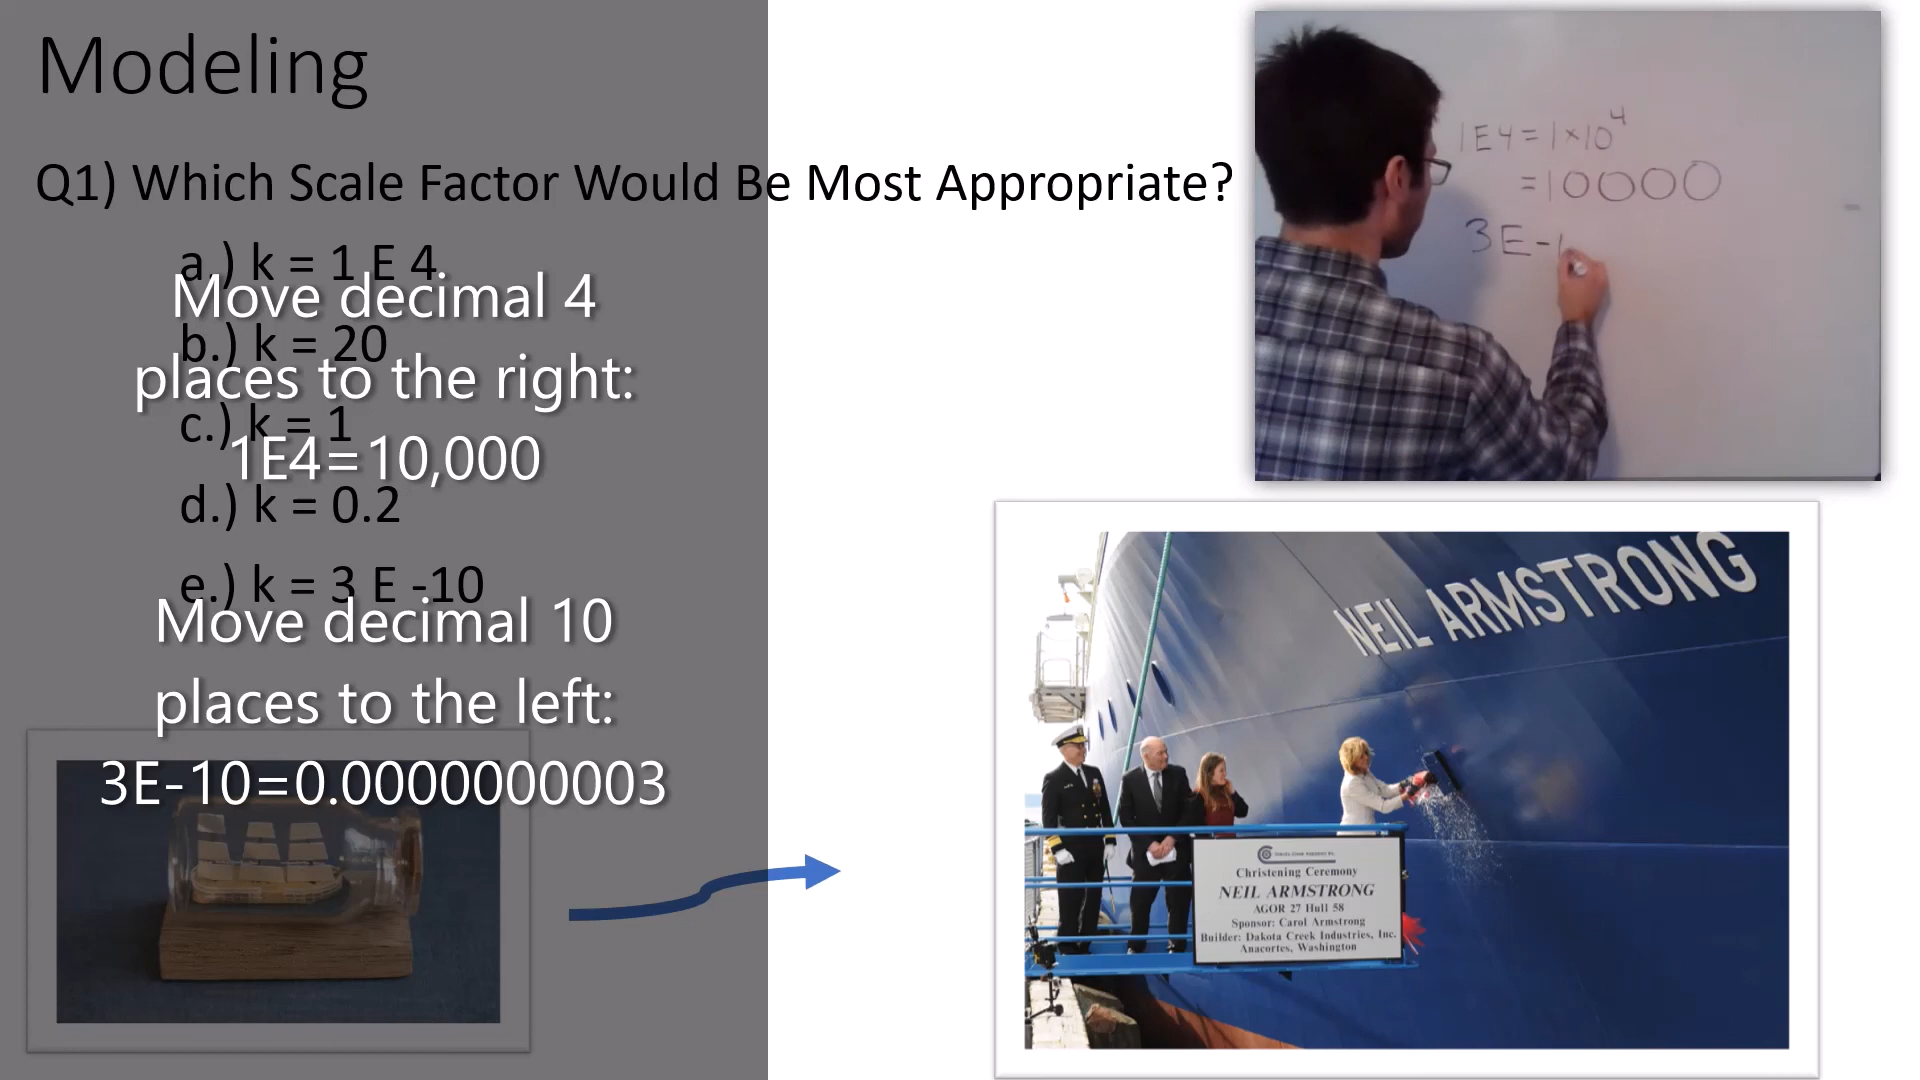 Modeling
Q1) Which Scale Factor Would Be Most Appropriate?
a.) k = 1 E 4
b.) k = 20
c.) k = 1
d.) k = 0.2
e.) k = 3 E -10
Move decimal 4
places to the right:
1E4=10,000
Move decimal 10
places to the left:
3E-10=0.0000000003
1E4=1×10⁴
=10000
3E-1
NEIL ARMSTRONG
Christening Ceremony
NEIL ARMSTRONG
AGOR 27 Hull 58
Sponsor: Carol Armstrong
Builder: Dakota Creek Industries, Inc.
Anacortes, Washington